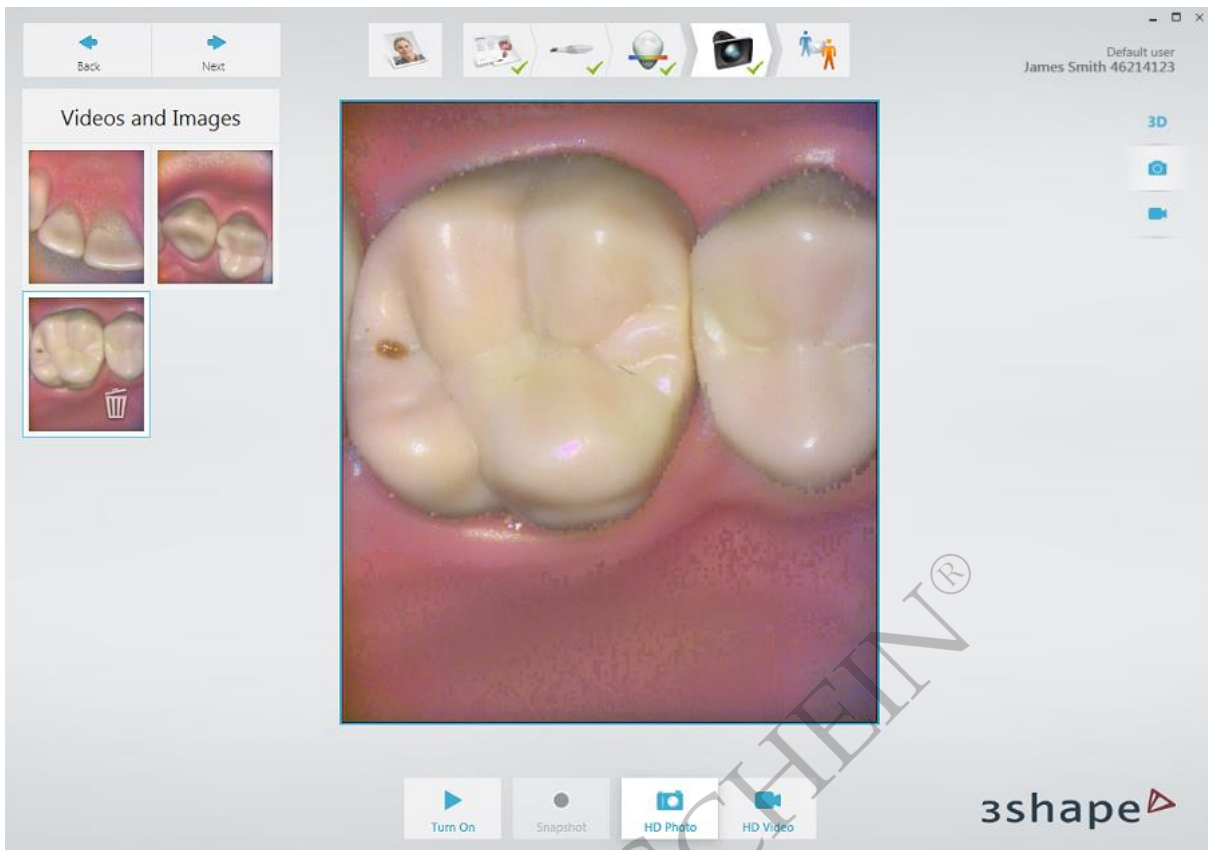 Back
Next
Default user
James Smith 46214123
Videos and Images
3D
Turn On
Snapshot
HD Photo
HD Video
3shape
SCHEIN®